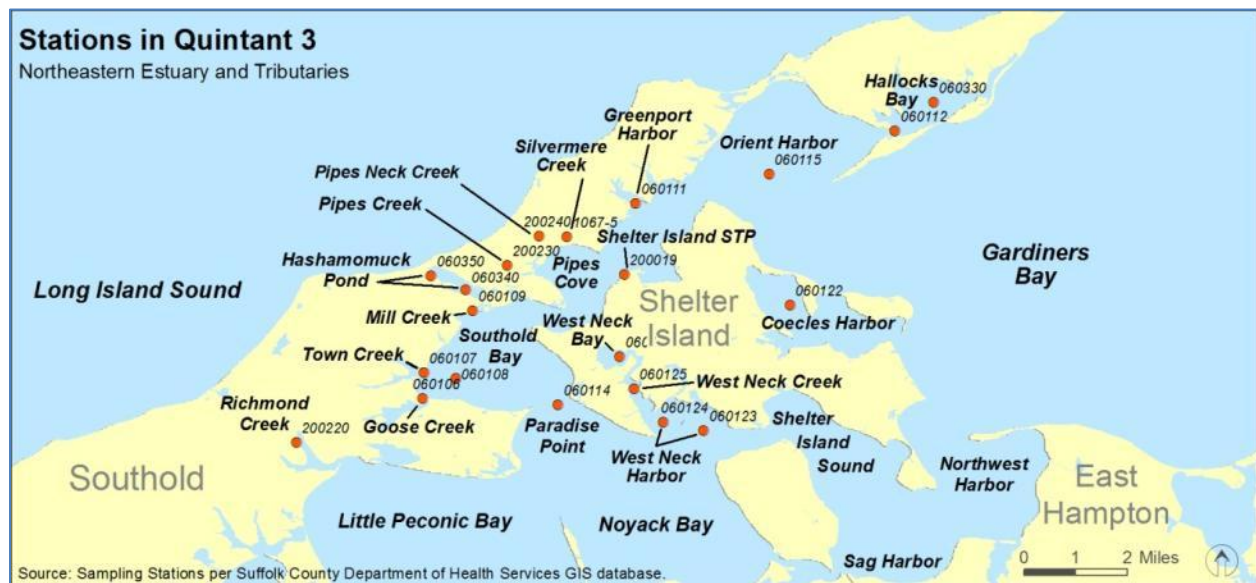 Stations in Quintant 3
Northeastern Estuary and Tributaries
Hallocks
Bay
060330
060112
Greenport
Harbor
Orient Harbor
060115
Silvermere
Creek
Pipes Neck Creek
060111
Pipes Creek
200240
1067-5
Shelter Island STP
200230
200019
Hashamomuck
Pond
060350
060340
Pipes
Cove
Gardiners
Bay
Long Island Sound
060109
Shelter
Island
060122
Coecles Harbor
Mill Creek
Southold
Bay
West Neck
Bay
Town Creek
060107
060108
060106
060125
West Neck Creek
Richmond
Creek
200220
Goose Creek
060114
Paradise
Point
060124
060123
Shelter
Island
Sound
West Neck
Harbor
Northwest
Harbor
Southold
East
Hampton
Little Peconic Bay
Noyack Bay
Sag Harbor
0 1 2 Miles
Source: Sampling Stations per Suffolk County Department of Health Services GIS database.